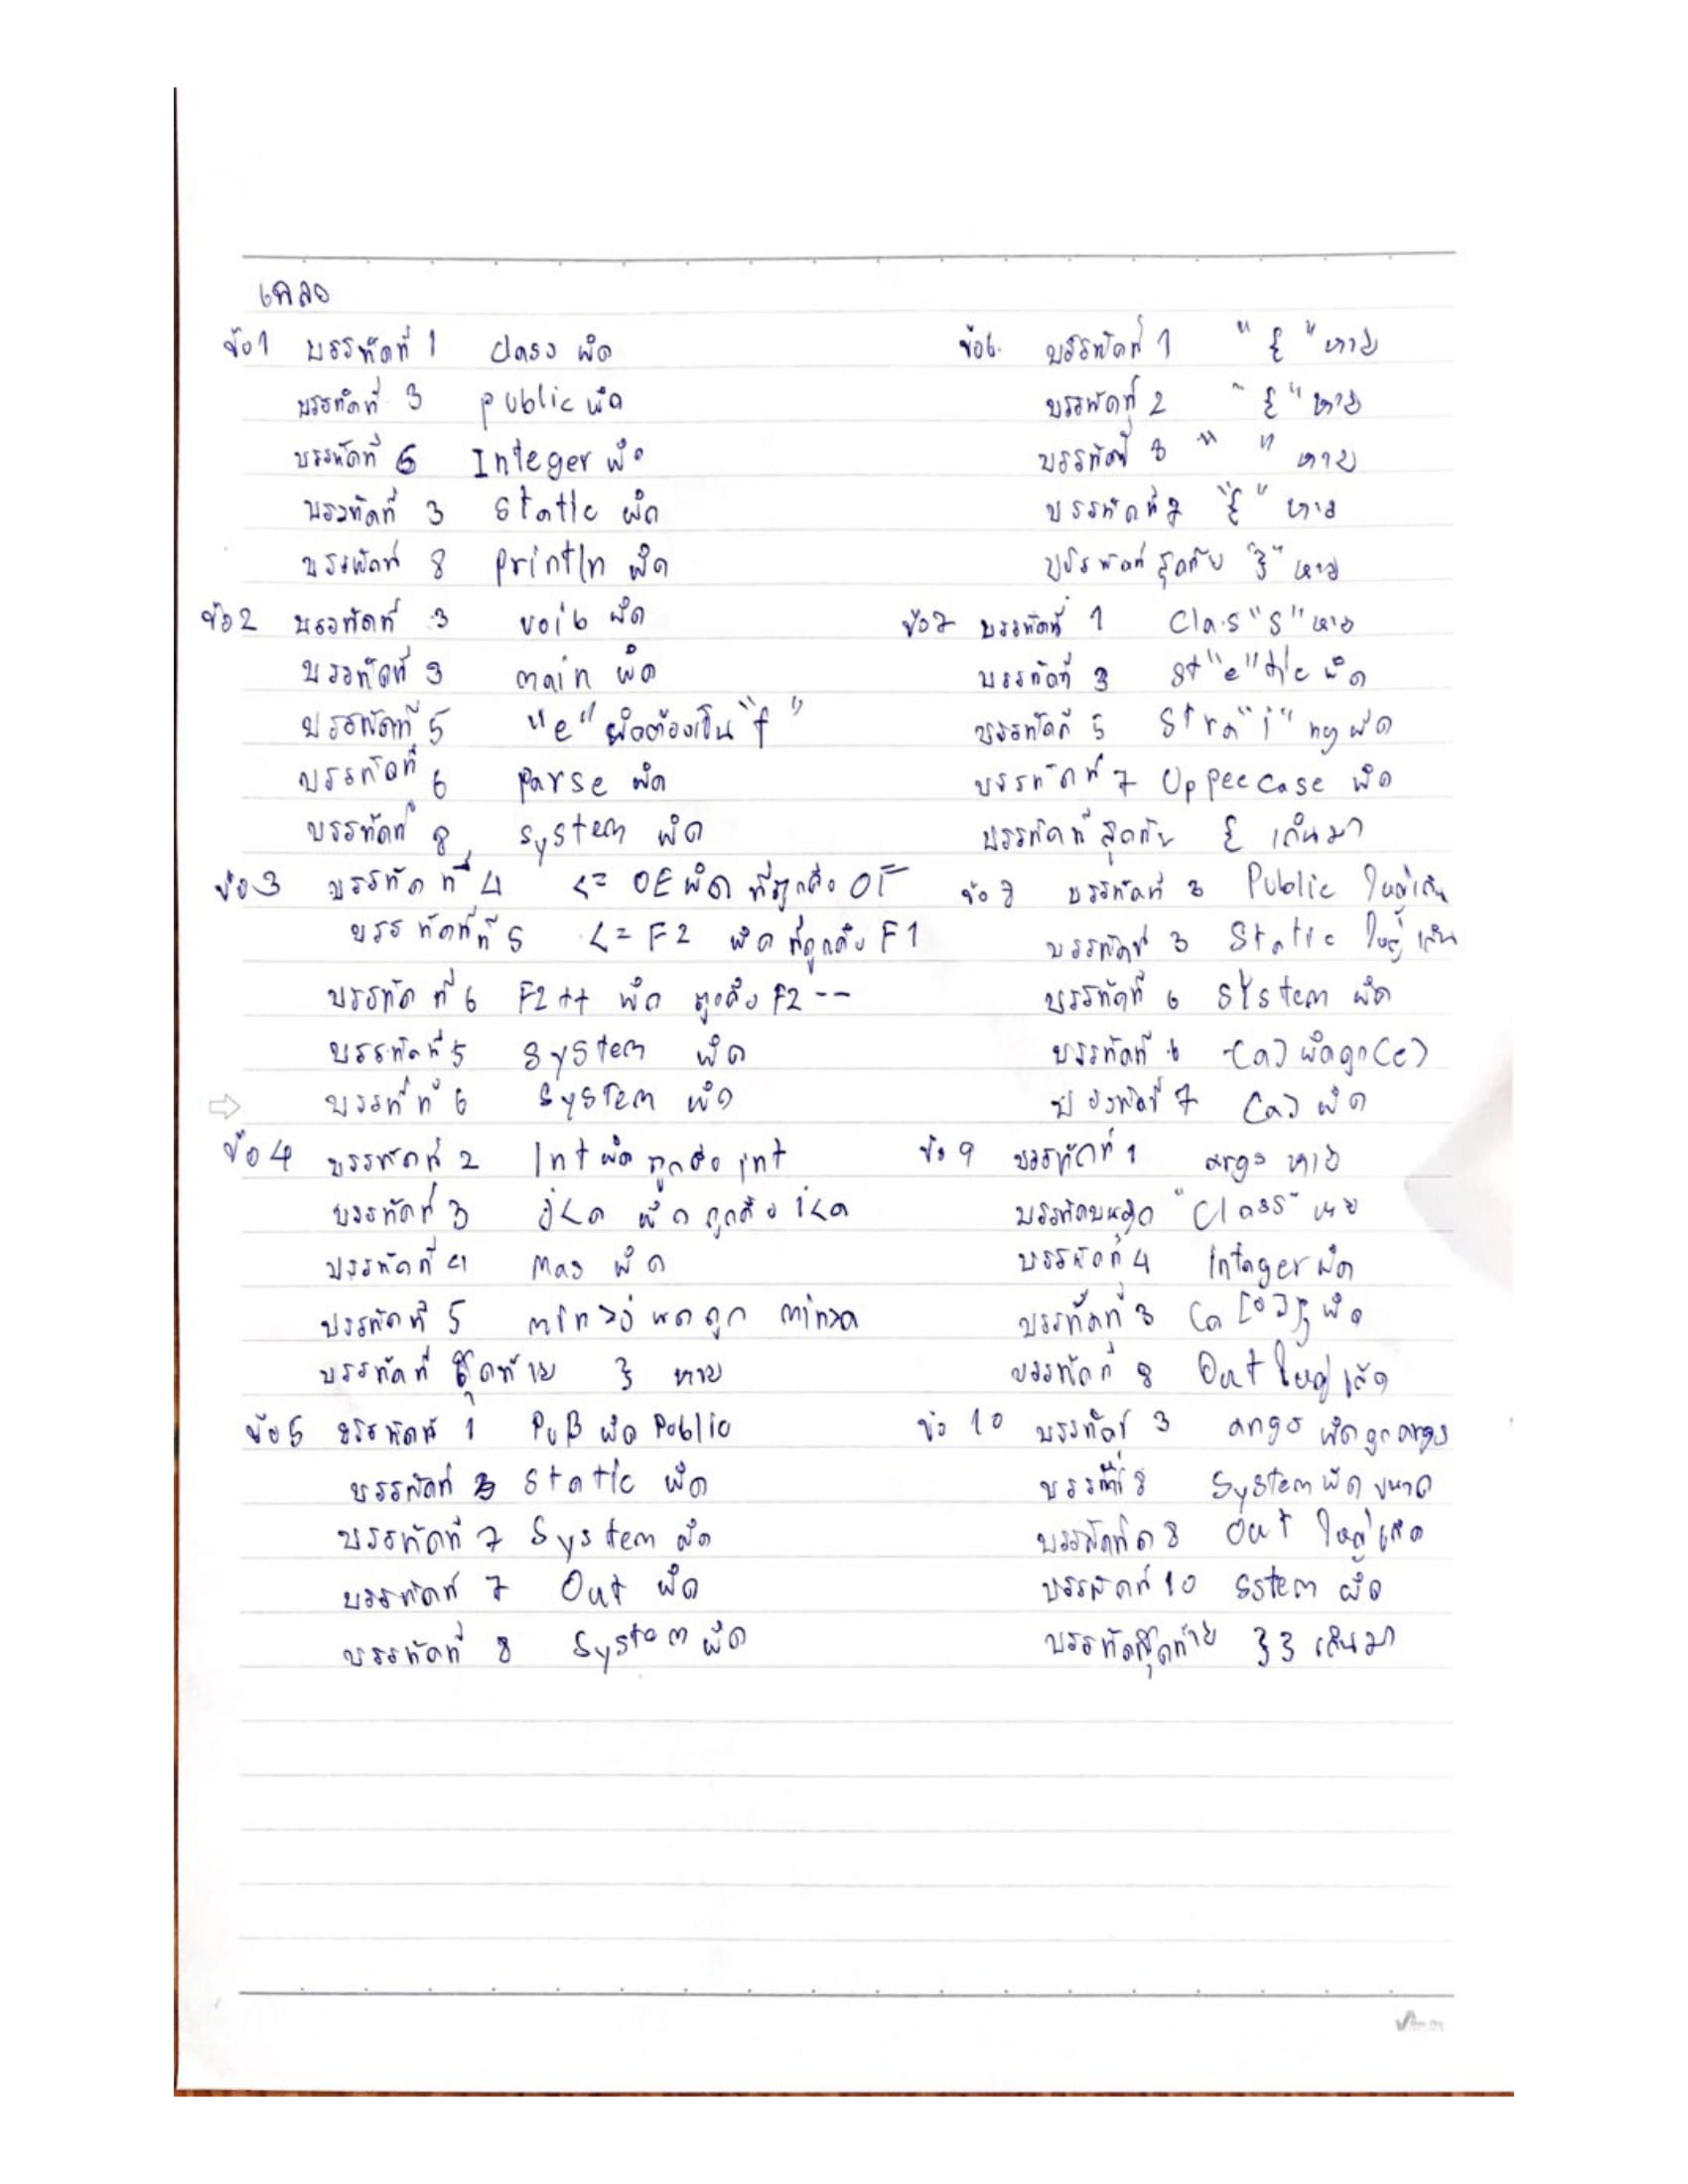 เฉลย
ข้อ1 บรรทัดที่ 1 class ผิด
บรรทัดที่ 3 public ผิด
บรรทัดที่ 6 Integer ผิด
บรรทัดที่ 3 Static ผิด
บรรทัดที่ 8 println ผิด
ข้อ2 บรรทัดที่ 3 void ผิด
บรรทัดที่ 3 main ผิด
บรรทัดที่ 5 "e" ผิดต้องเป็น "f"
บรรทัดที่ 6 parse ผิด
บรรทัดที่ 8 system ผิด
ข้อ3 บรรทัดที่ 4 <= OE ผิด ที่ถูกคือ OF
บรรทัดที่ที่ 5 <= F2 ผิด ที่ถูกคือ F1
บรรทัดที่ 6 F2++ ผิด ถูกคือ F2--
บรรทัดที่ 5 System ผิด
บรรที่ที่ 6 System ผิด
ข้อ4 บรรทัดที่ 2 Int ผิด ถูกคือ int
บรรทัดที่ 3 j<a ผิด ถูกคือ i<a
บรรทัดที่ 4 mas ผิด
บรรทัดที่ 5 min>j ผด ถูก min>a
บรรทัดที่ สุดท้าย } หาย
ข้อ5 บรรทัดที่ 1 PuB ผิด Public
บรรทัดที่ 3 Static ผิด
บรรทัดที่ 7 System ผิด
บรรทัดที่ 7 Out ผิด
บรรทัดที่ 8 System ผิด
ข้อ6. บรรทัดที่ 1 "{" หาย
บรรทัดที่ 2 "{" หาย
บรรทัดที่ 8 " " หาย
บรรทัดที่ 7 "{" หาย
บรรทัดที่ สุดท้าย "}" หาย
ข้อ7 บรรทัดที่ 1 Clas "S" หาย
บรรทัดที่ 3 St"e"tic ผิด
บรรทัดที่ 5 Stra"i"ng ผิด
บรรทัดที่ 7 UppeeCase ผิด
บรรทัดที่ สุดท้าย { เกินมา
ข้อ 8 บรรทัดที่ 3 Public ใหญ่เกิน
บรรทัดที่ 3 Static ใหญ่ เกิน
บรรทัดที่ 6 SYstem ผิด
บรรทัดที่ 6 (a) ผิดถูก(c)
บรรทัดที่ 7 (a) ผิด
ข้อ 9 บรรทัดที่ 1 args หาย
บรรทัดบนสุด "Class" หาย
บรรทัดที่ 4 Intager ผิด
บรรทัดที่ 3 ผิด
บรรทัดที่ 8 Out ใหญ่
ข้อ 10 บรรทัดที่ 3 angs ผิด ถูก args
บรรทัดที่ 8 System ผิด ขนาด
บรรทัดที่ 8 Out ใหญ่
บรรทัดที่ 10 Sstem ผิด
บรรทัดสุดท้าย }} เกินมา